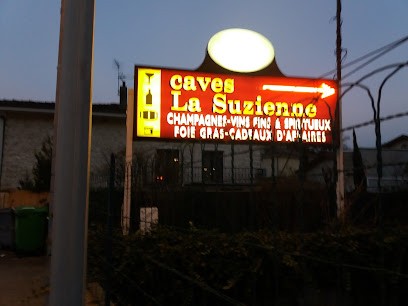 caves
La Suzienne
CHAMPAGNES-VINS FINS & SPIRITUEUX
FOIE GRAS-CADEAUX D'AFFAIRES